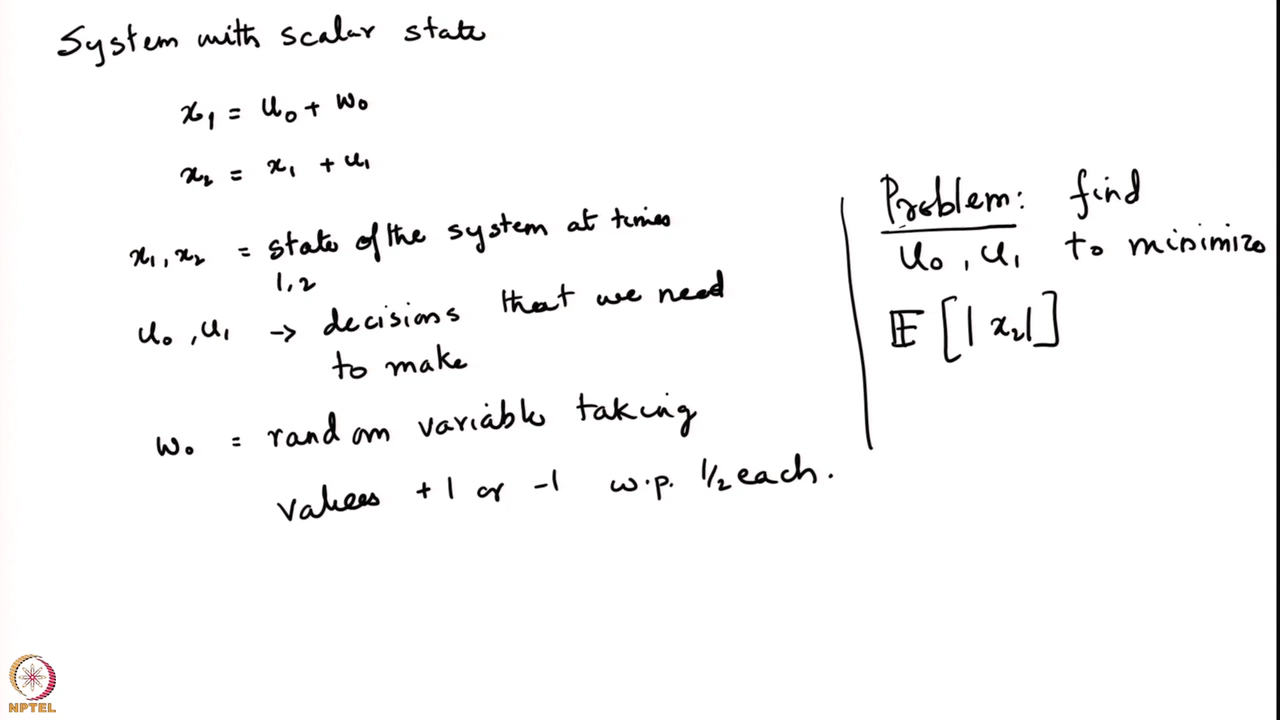 System with scalar state
x₁ = u₀ + w₀
x₂ = x₁ + u₁
x₁, x₂ = state of the system at times
1, 2
u₀, u₁ → decisions that we need
to make
w₀ = random variable taking
values +1 or -1 w.p. 1/2 each.
Problem: find
u₀, u₁ to minimize
𝔼[|x₂|]
NPTEL